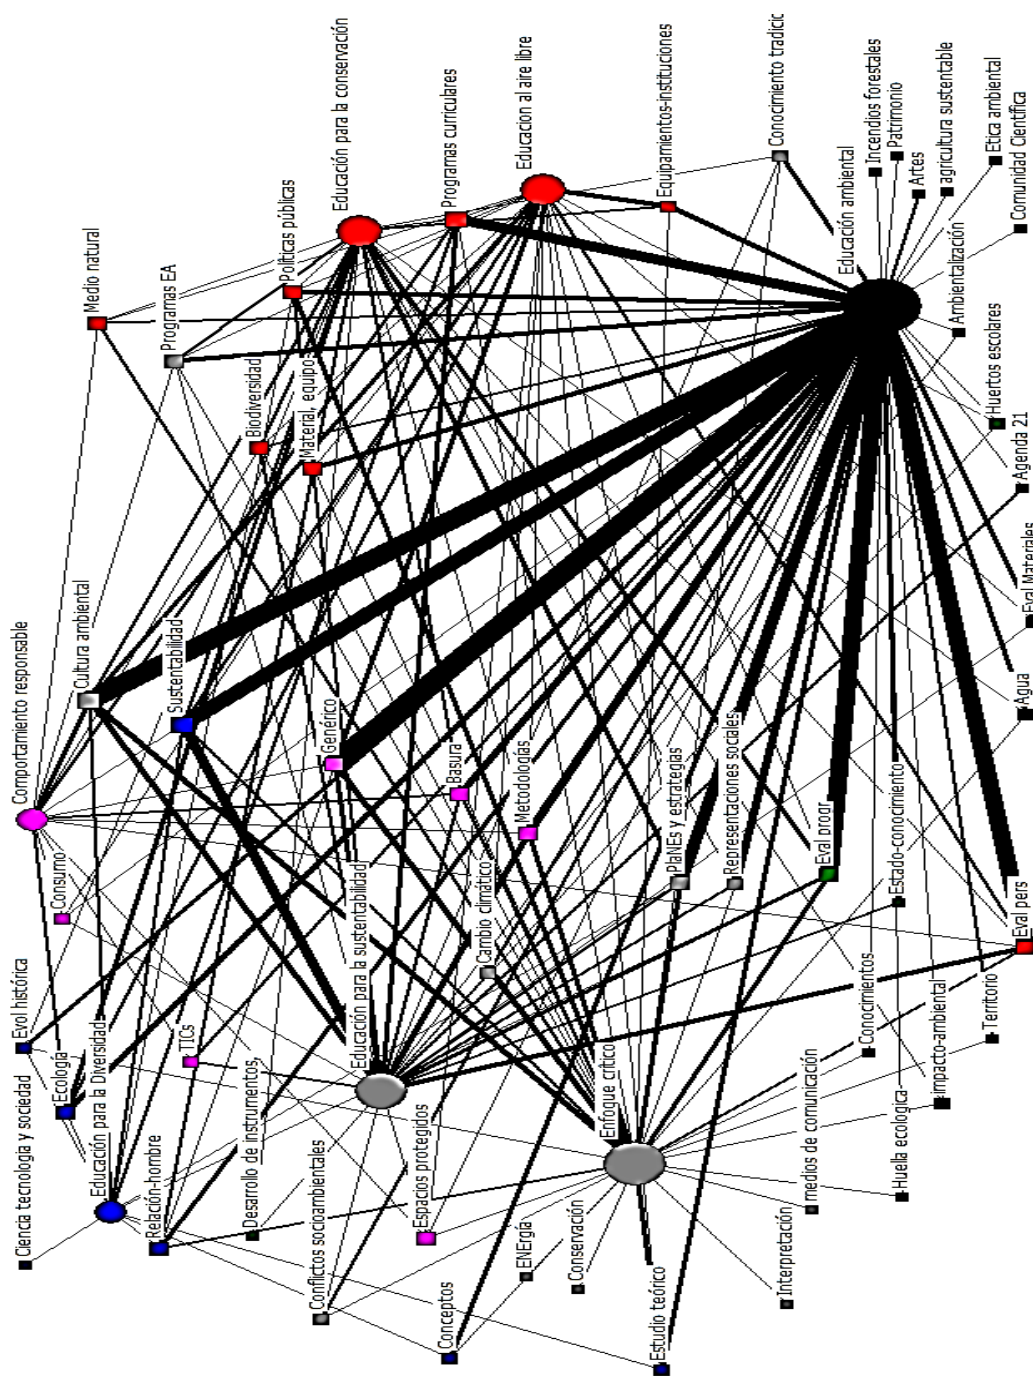 Ciencia tecnología y sociedad
Evol histórica
Comportamiento responsable
Consumo
Ecología
Cultura ambiental
Medio natural
Educación para la Diversidad
Relación-hombre
TICs
Sustentabilidad
Programas EA
Desarrollo de instrumentos
Biodiversidad
Políticas públicas
Conflictos socioambientales
Educación para la sustentabilidad
Genérico
Material, equipo
Educación para la conservación
Espacios protegidos
Conceptos
Basura
Programas curriculares
Cambio climático
Metodologías
Educacion al aire libre
ENErgía
Conservación
Enfoque crítico
Estudio teórico
PlaNEs y estrategias
Equipamientos-instituciones
Representaciones sociales
Interpretación
medios de comunicación
Eval progr
Conocimiento tradicic
Conocimientos
Estado-conocimiento
Educación ambiental
Huella ecologica
Incendios forestales
Patrimonio
Artes
agricultura sustentable
Etica ambiental
Comunidad Científica
Ambientalización
Huertos escolares
Agenda 21
Eval Materiales
Agua
Eval pers
impacto-ambiental
Territorio